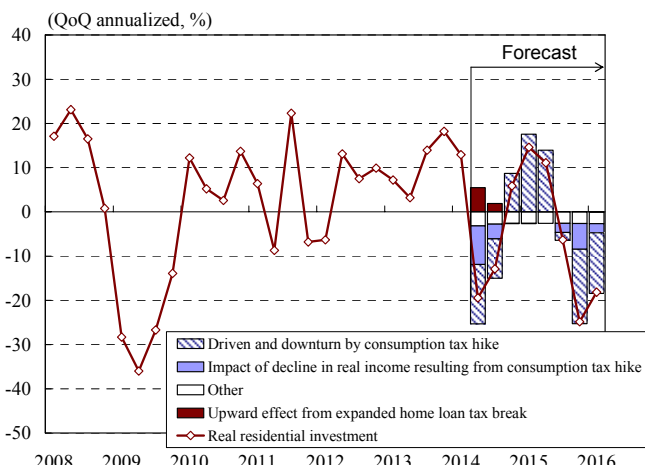 (QoQ annualized, %)
40
30
20
10
0
-10
-20
-30
-40
-50
Forecast
Driven and downturn by consumption tax hike
Impact of decline in real income resulting from consumption tax hike
Other
Upward effect from expanded home loan tax break
Real residential investment
2008 2009 2010 2011 2012 2013 2014 2015 2016